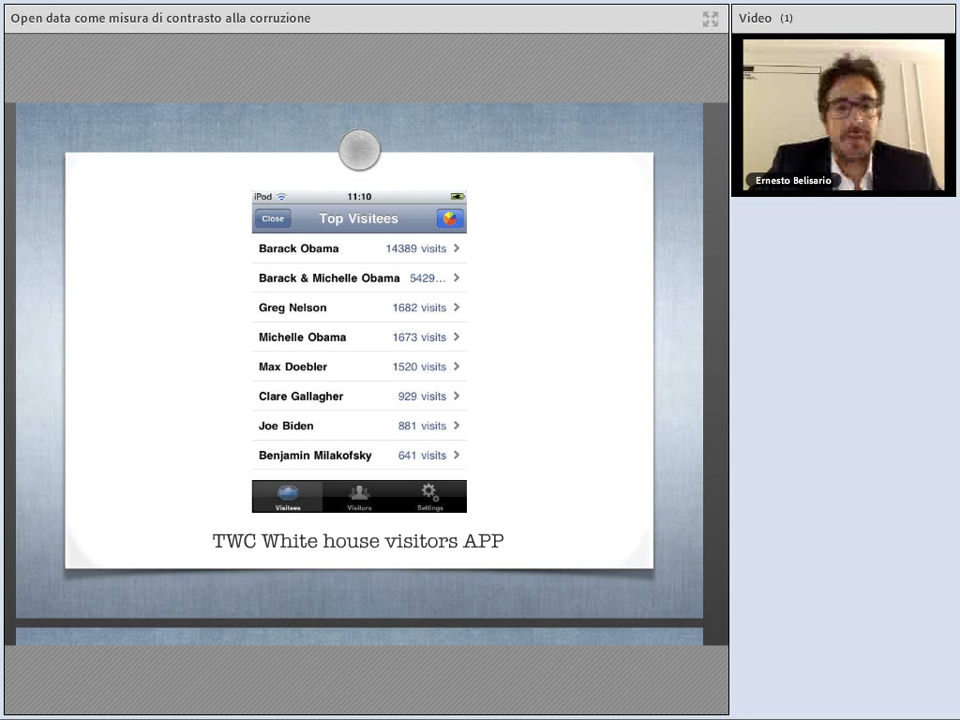 Open data come misura di contrasto alla corruzione
Video (1)
Ernesto Belisario
iPod 11:10
Close Top Visitees
Barack Obama 14389 visits
Barack & Michelle Obama 5429...
Greg Nelson 1682 visits
Michelle Obama 1673 visits
Max Doebler 1520 visits
Clare Gallagher 929 visits
Joe Biden 881 visits
Benjamin Milakofsky 641 visits
Visitees Visitors Settings
TWC White house visitors APP